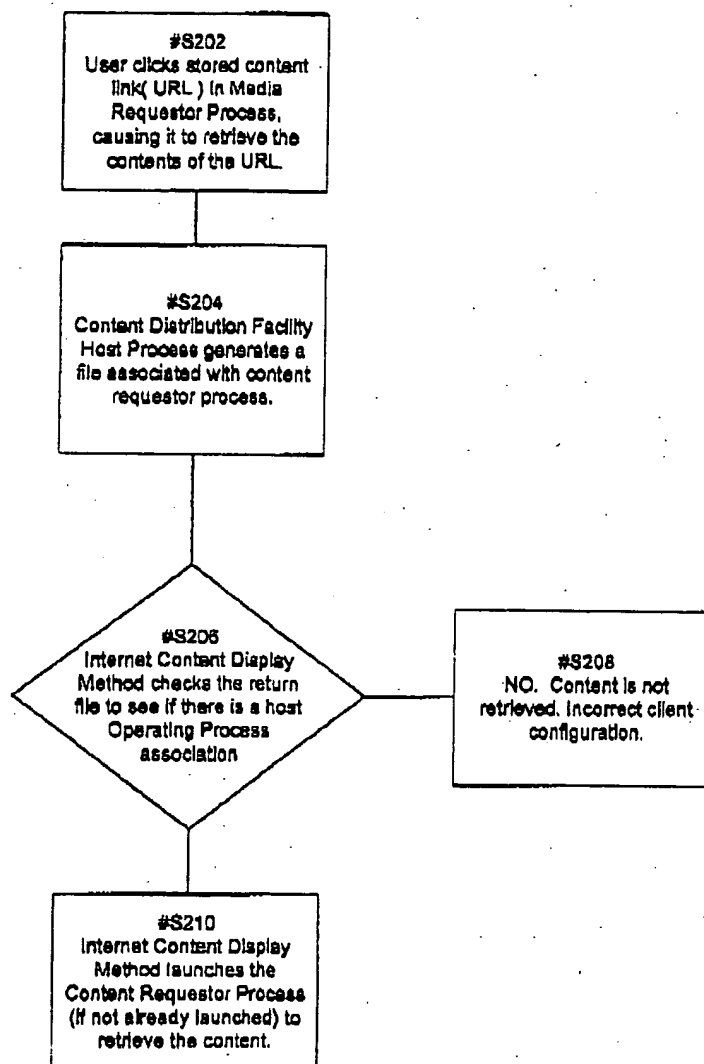 #S202
User clicks stored content
link( URL ) in Media
Requestor Process,
causing it to retrieve the
contents of the URL.
#S204
Content Distribution Facility
Host Process generates a
file associated with content
requestor process.
#S206
Internet Content Display
Method checks the return
file to see if there is a host
Operating Process
association
#S208
NO. Content is not
retrieved. Incorrect client
configuration.
#S210
Internet Content Display
Method launches the
Content Requestor Process
(if not already launched) to
retrieve the content.